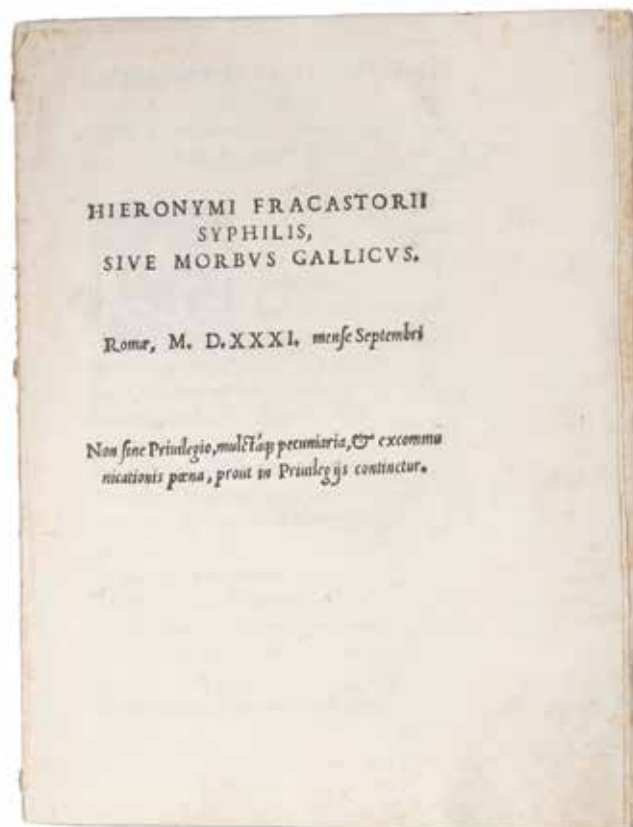 HIERONYMI FRACASTORII
SYPHILIS,
SIVE MORBVS GALLICVS.
Romæ, M. D.XXXI. mense Septembri
Non sine Priuilegio, mulctáq; pecuniaria, & excommu
nicationis pœna, prout in Priuilegijs continetur.